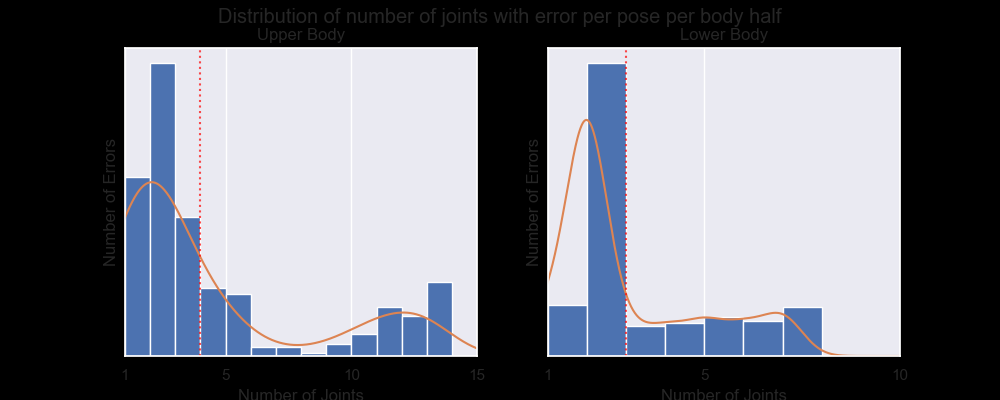 Distribution of number of joints with error per pose per body half
Upper Body
Number of Errors
1 5 10 15
Number of Joints
Lower Body
Number of Errors
1 5 10
Number of Joints